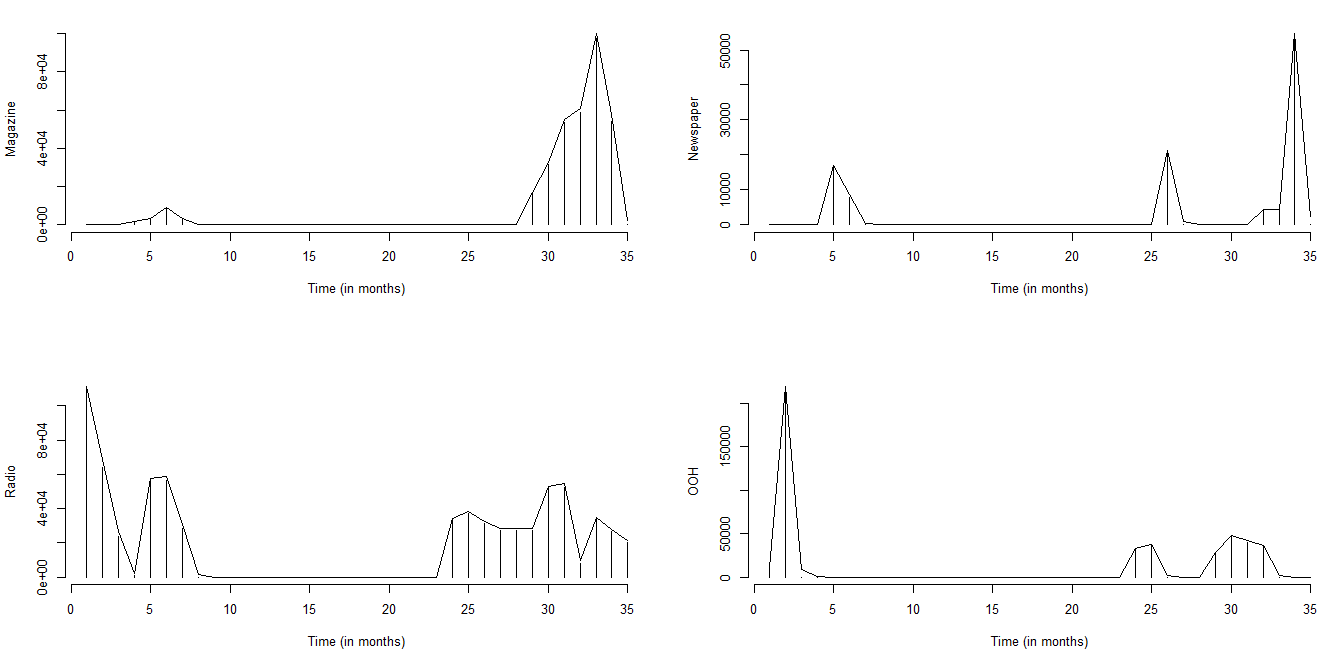 Magazine
8e+04
4e+04
0e+00
0 5 10 15 20 25 30 35
Time (in months)
Newspaper
50000
30000
10000
0
0 5 10 15 20 25 30 35
Time (in months)
Radio
8e+04
4e+04
0e+00
0 5 10 15 20 25 30 35
Time (in months)
OOH
150000
50000
0
0 5 10 15 20 25 30 35
Time (in months)